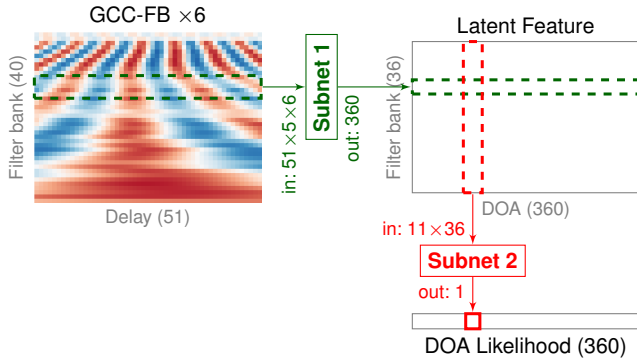 GCC-FB ×6
Filter bank (40)
Delay (51)
in: 51×5×6
Subnet 1
out: 360
Latent Feature
Filter bank (36)
DOA (360)
in: 11×36
Subnet 2
out: 1
DOA Likelihood (360)